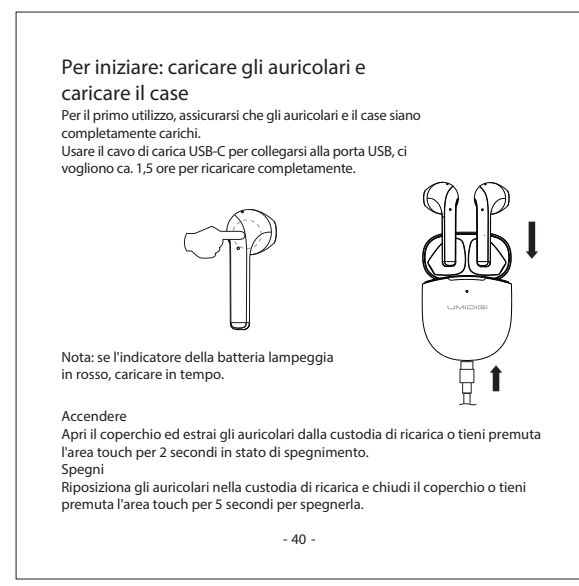 Per iniziare: caricare gli auricolari e
caricare il case
Per il primo utilizzo, assicurarsi che gli auricolari e il case siano
completamente carichi.
Usare il cavo di carica USB-C per collegarsi alla porta USB, ci
vogliono ca. 1,5 ore per ricaricare completamente.
UMIDIGI
Nota: se l'indicatore della batteria lampeggia
in rosso, caricare in tempo.
Accendere
Apri il coperchio ed estrai gli auricolari dalla custodia di ricarica o tieni premuta
l'area touch per 2 secondi in stato di spegnimento.
Spegni
Riposiziona gli auricolari nella custodia di ricarica e chiudi il coperchio o tieni
premuta l'area touch per 5 secondi per spegnerla.
- 40 -